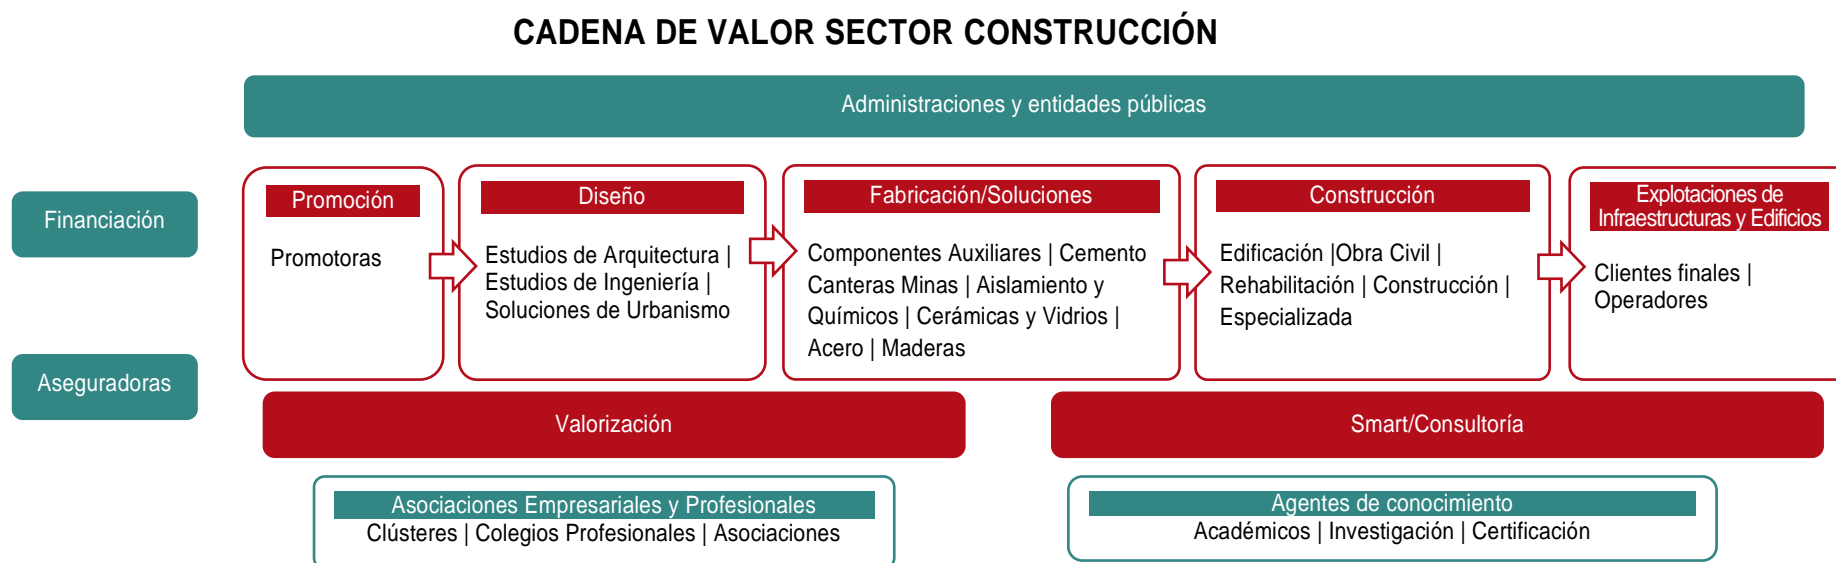 CADENA DE VALOR SECTOR CONSTRUCCIÓN
Administraciones y entidades públicas
Financiación
Aseguradoras
Promoción
Promotoras
Diseño
Estudios de Arquitectura |
Estudios de Ingeniería |
Soluciones de Urbanismo
Fabricación/Soluciones
Componentes Auxiliares | Cemento
Canteras Minas | Aislamiento y
Químicos | Cerámicas y Vidrios |
Acero | Maderas
Construcción
Edificación |Obra Civil |
Rehabilitación | Construcción |
Especializada
Explotaciones de
Infraestructuras y Edificios
Clientes finales |
Operadores
Valorización
Smart/Consultoría
Asociaciones Empresariales y Profesionales
Clústeres | Colegios Profesionales | Asociaciones
Agentes de conocimiento
Académicos | Investigación | Certificación